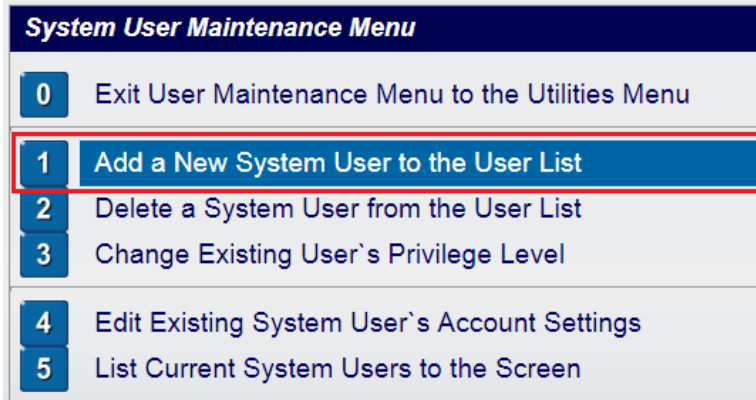 System User Maintenance Menu
0 Exit User Maintenance Menu to the Utilities Menu
1 Add a New System User to the User List
2 Delete a System User from the User List
3 Change Existing User`s Privilege Level
4 Edit Existing System User`s Account Settings
5 List Current System Users to the Screen